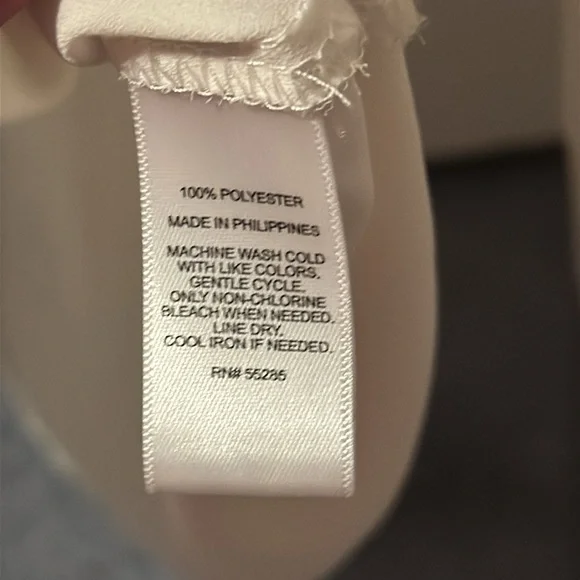 100% POLYESTER
MADE IN PHILIPPINES
MACHINE WASH COLD
WITH LIKE COLORS.
GENTLE CYCLE.
ONLY NON-CHLORINE
BLEACH WHEN NEEDED.
LINE DRY.
COOL IRON IF NEEDED.
RN# 55285